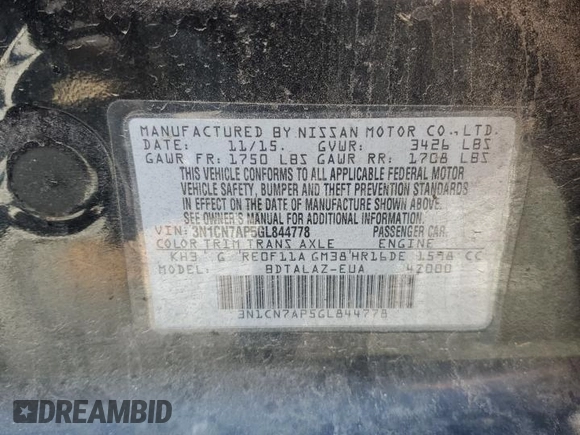 MANUFACTURED BY NISSAN MOTOR CO.,LTD.
DATE: 11/15. GVWR: 3426 LBS
GAWR FR: 1750 LBS GAWR RR: 1708 LBS
THIS VEHICLE CONFORMS TO ALL APPLICABLE FEDERAL MOTOR
VEHICLE SAFETY, BUMPER AND THEFT PREVENTION STANDARDS
IN EFFECT ON THE DATE OF MANUFACTURE SHOWN ABOVE.
SEE OWNER'S MANUAL FOR ADDITIONAL INFORMATION.
VIN: 3N1CN7AP5GL844778 PASSENGER CAR.
COLOR TRIM TRANS AXLE ENGINE
KH3 G RE0F11A GM38 HR16DE 1598 CC
MODEL: BDTALAZ-EUA 42000
3N1CN7AP5GL844778
DREAMBID